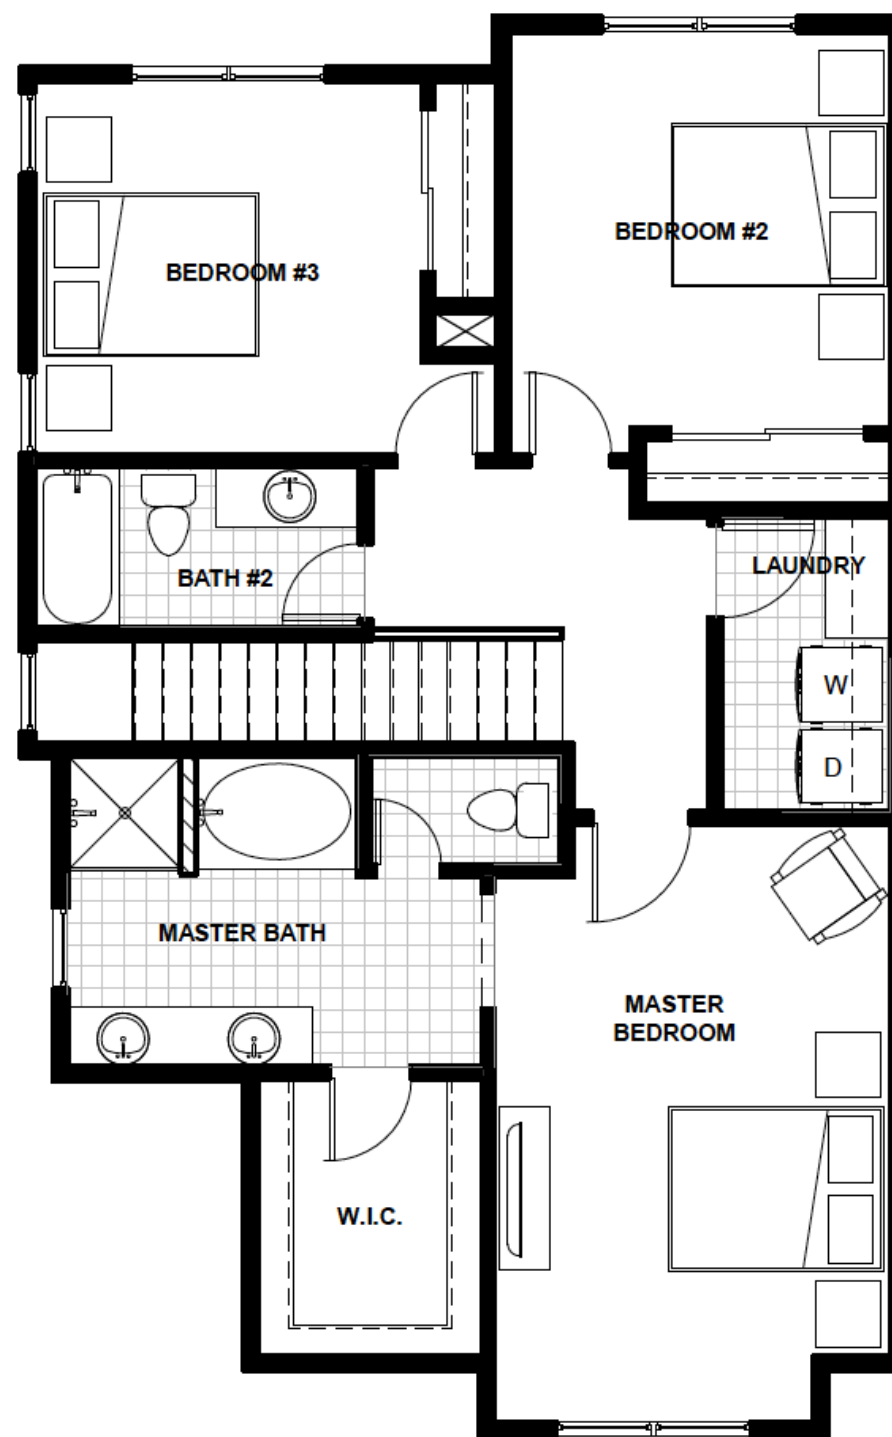 BEDROOM #2
BEDROOM #3
LAUNDRY
BATH #2
W
D
MASTER BATH
MASTER
BEDROOM
W.I.C.